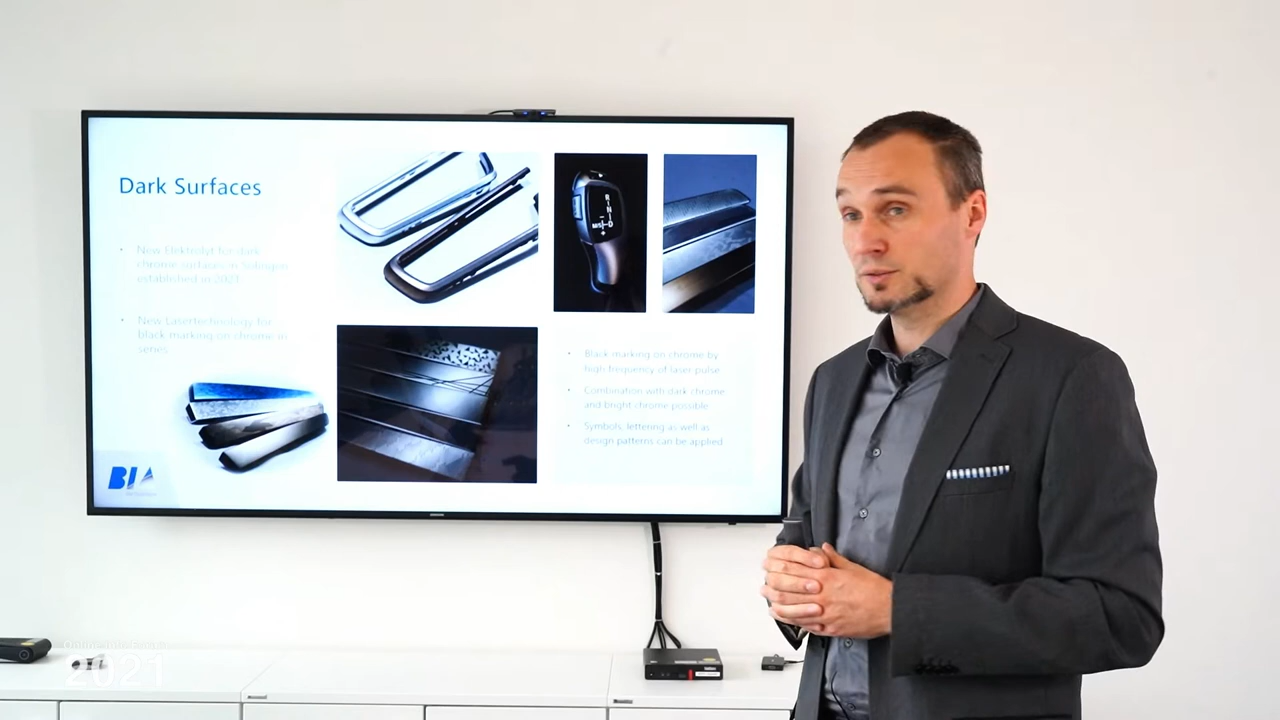 Dark Surfaces
New Elektrolyt for dark
chrome surfaces in Solingen
established in 2021
New Lasertechnology for
black marking on chrome in
series
BIA
R
N
D
M/S
Black marking on chrome by
high frequency of laser pulse
Combination with dark chrome
and bright chrome possible
Symbols, lettering as well as
design patterns can be applied
2021